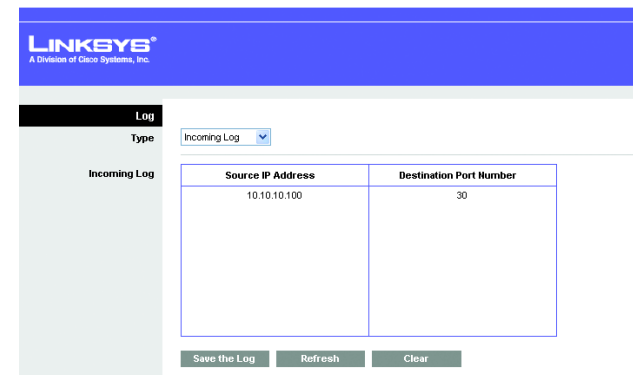 LINKSYS®
A Division of Cisco Systems, Inc.
Log
Type
Incoming Log
Incoming Log
Source IP Address Destination Port Number
10.10.10.100 30
Save the Log Refresh Clear